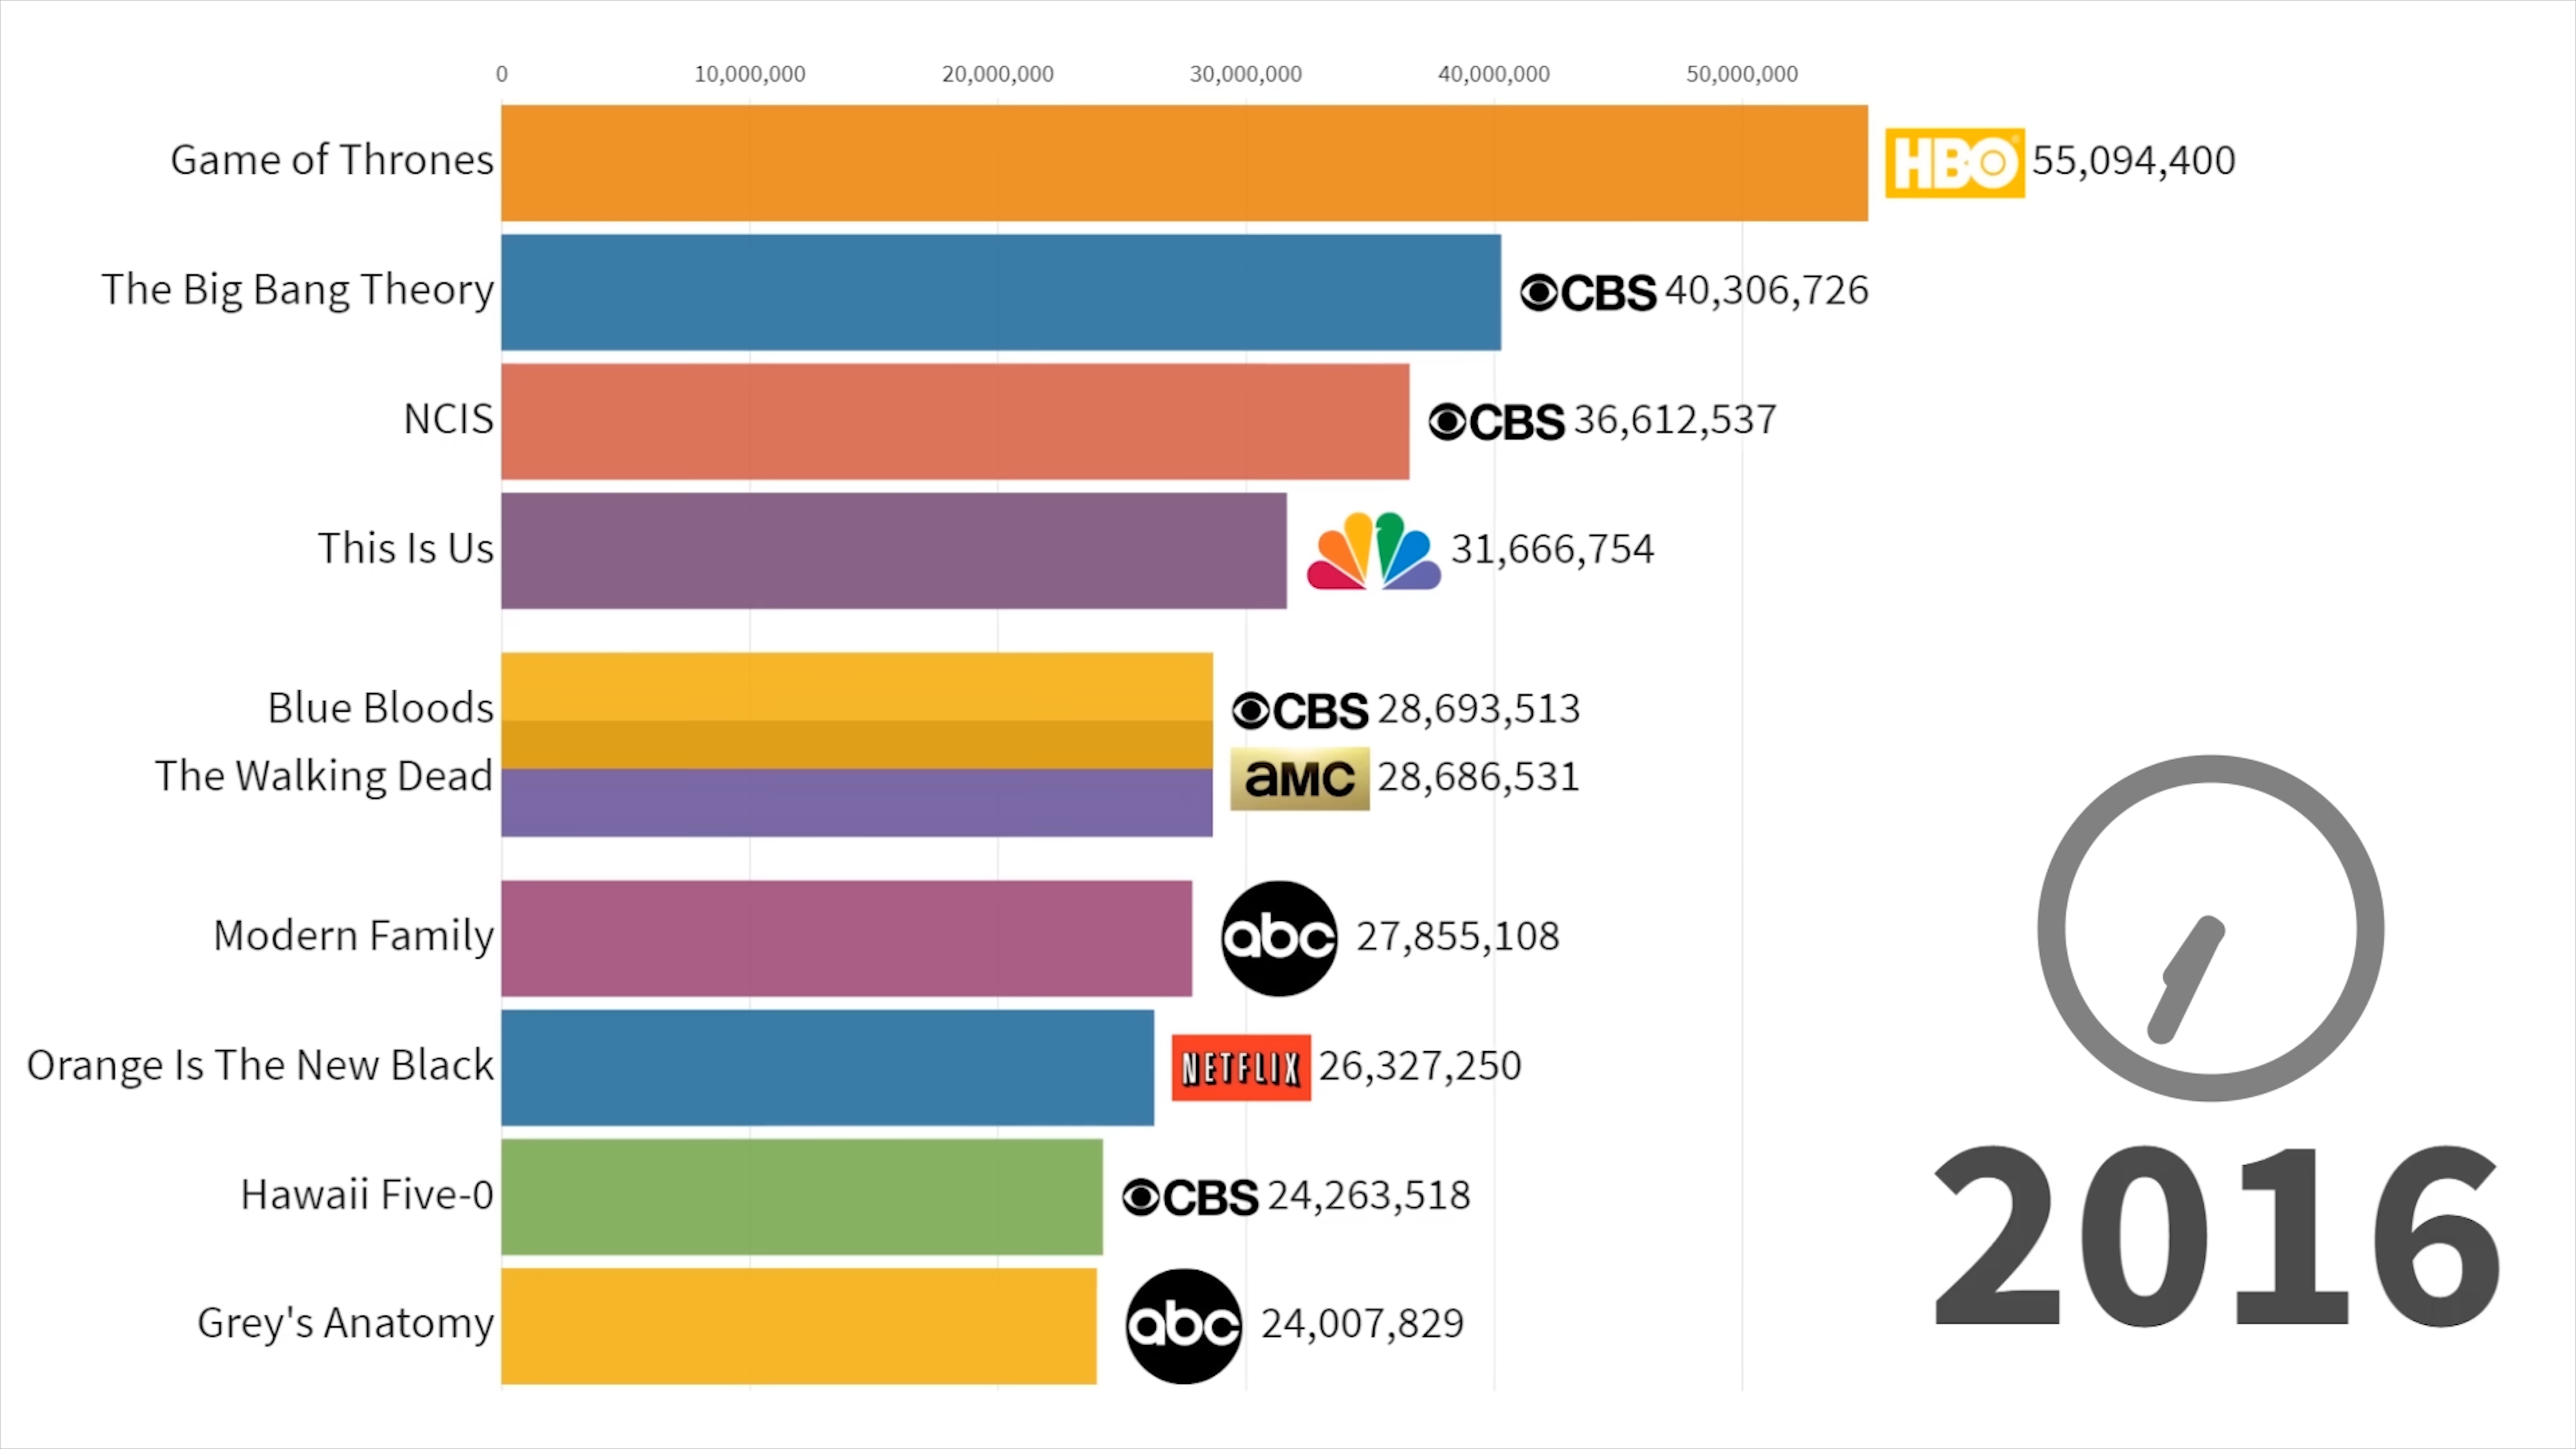 0 10,000,000 20,000,000 30,000,000 40,000,000 50,000,000
Game of Thrones HBO 55,094,400
The Big Bang Theory CBS 40,306,726
NCIS CBS 36,612,537
This Is Us 31,666,754
Blue Bloods CBS 28,693,513
The Walking Dead aMC 28,686,531
Modern Family abc 27,855,108
Orange Is The New Black NETFLIX 26,327,250
Hawaii Five-0 CBS 24,263,518
Grey's Anatomy abc 24,007,829
2016